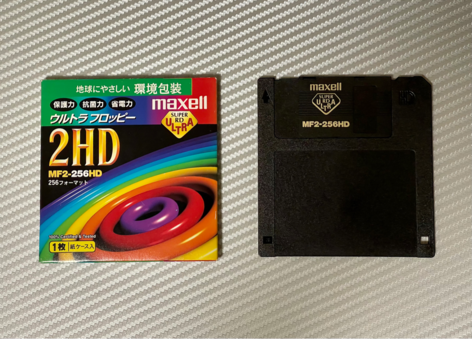 地球にやさしい 環境包装
保護力 抗菌力 省電力
maxell
ウルトラ フロッピー
SUPER
RD
ULTRA
2HD
MF2-256HD
256フォーマット
1枚 紙ケース入
maxell
SUPER
RD
ULTRA
MF2-256HD